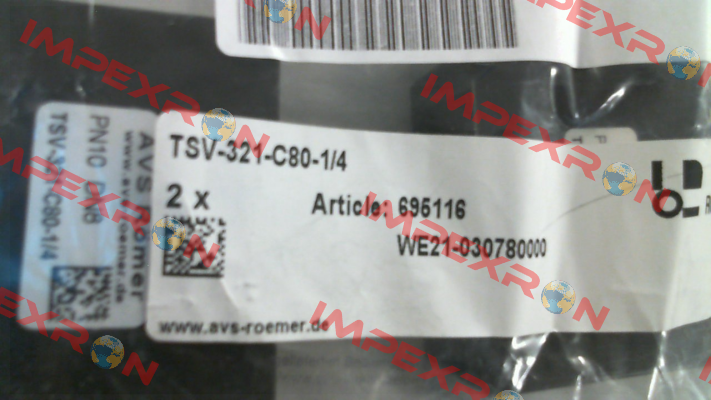 TSV-321-C80-1/4
2 x
Article: 695116
WE21-030780000
www.avs-roemer.de
AVS Römer
www.avs-roemer.de
PN10
TSV-321-C80-1/4
IMPEXRON
IMPEXRON
IMPEXRON
IMPEXRON
IMPEXRON
IMPEXRON
IMPEXRON